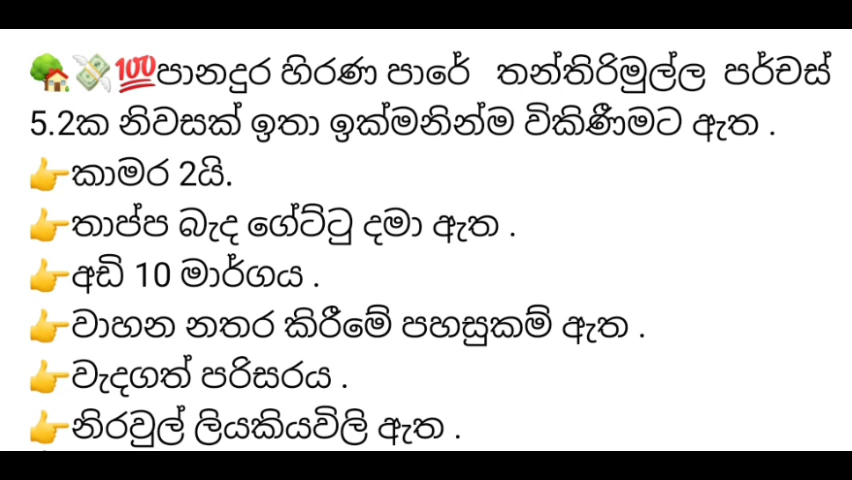 🏡💸💯පානදුර හිරණ පාරේ තන්තිරිමුල්ල පර්චස්
5.2ක නිවසක් ඉතා ඉක්මනින්ම විකිණීමට ඇත .
👉කාමර 2යි.
👉තාප්ප බැද ගේට්ටු දමා ඇත .
👉අඩි 10 මාර්ගය .
👉වාහන නතර කිරීමේ පහසුකම් ඇත .
👉වැදගත් පරිසරය .
👉නිරවුල් ලියකියවිලි ඇත .